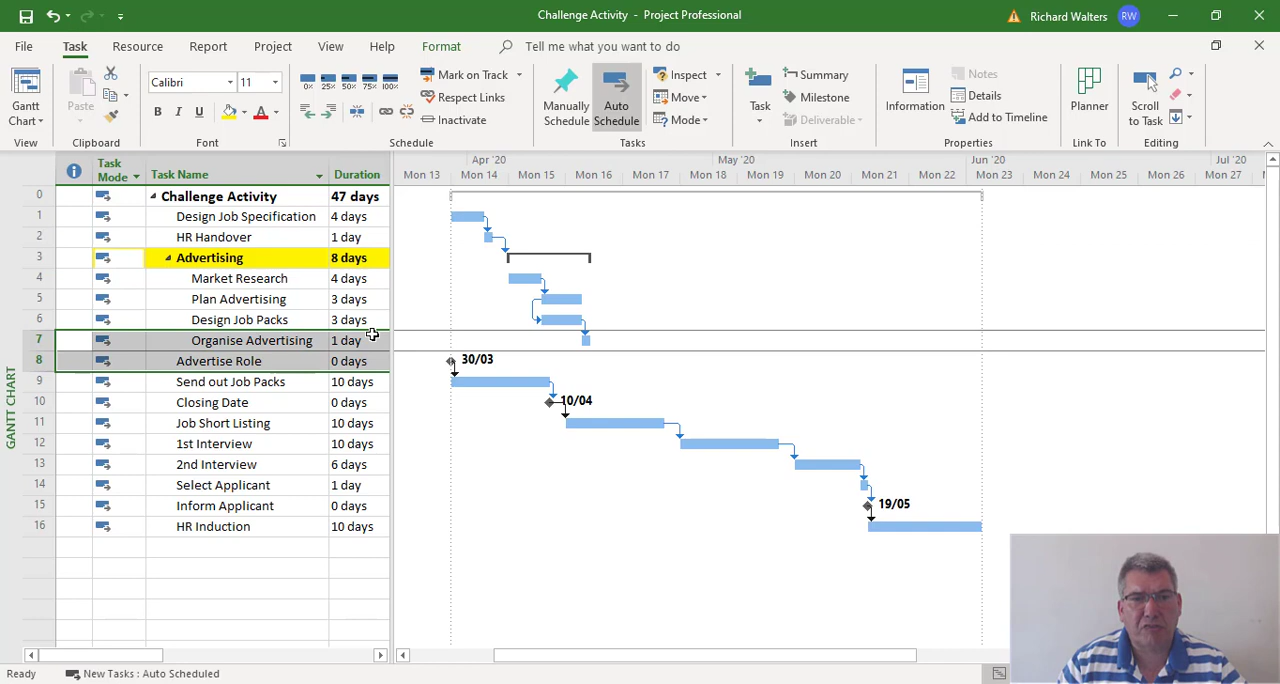 Challenge Activity - Project Professional
Richard Walters RW
File Task Resource Report Project View Help Format Tell me what you want to do
Gantt Chart
View
Paste
Clipboard
Calibri 11
B I U A
Font
0% 25% 50% 75% 100%
Mark on Track
Respect Links
Inactivate
Schedule
Manually Schedule
Auto Schedule
Inspect
Move
Mode
Tasks
Task
Summary
Milestone
Deliverable
Insert
Information
Notes
Details
Add to Timeline
Properties
Planner
Link To
Scroll to Task
Editing
Task Mode Task Name Duration
Apr '20 May '20 Jun '20 Jul '20
Mon 13 Mon 14 Mon 15 Mon 16 Mon 17 Mon 18 Mon 19 Mon 20 Mon 21 Mon 22 Mon 23 Mon 24 Mon 25 Mon 26 Mon 27
0 Challenge Activity 47 days
1 Design Job Specification 4 days
2 HR Handover 1 day
3 Advertising 8 days
4 Market Research 4 days
5 Plan Advertising 3 days
6 Design Job Packs 3 days
7 Organise Advertising 1 day
8 Advertise Role 0 days 30/03
9 Send out Job Packs 10 days
10 Closing Date 0 days 10/04
11 Job Short Listing 10 days
12 1st Interview 10 days
13 2nd Interview 6 days
14 Select Applicant 1 day
15 Inform Applicant 0 days 19/05
16 HR Induction 10 days
GANTT CHART
Ready New Tasks : Auto Scheduled